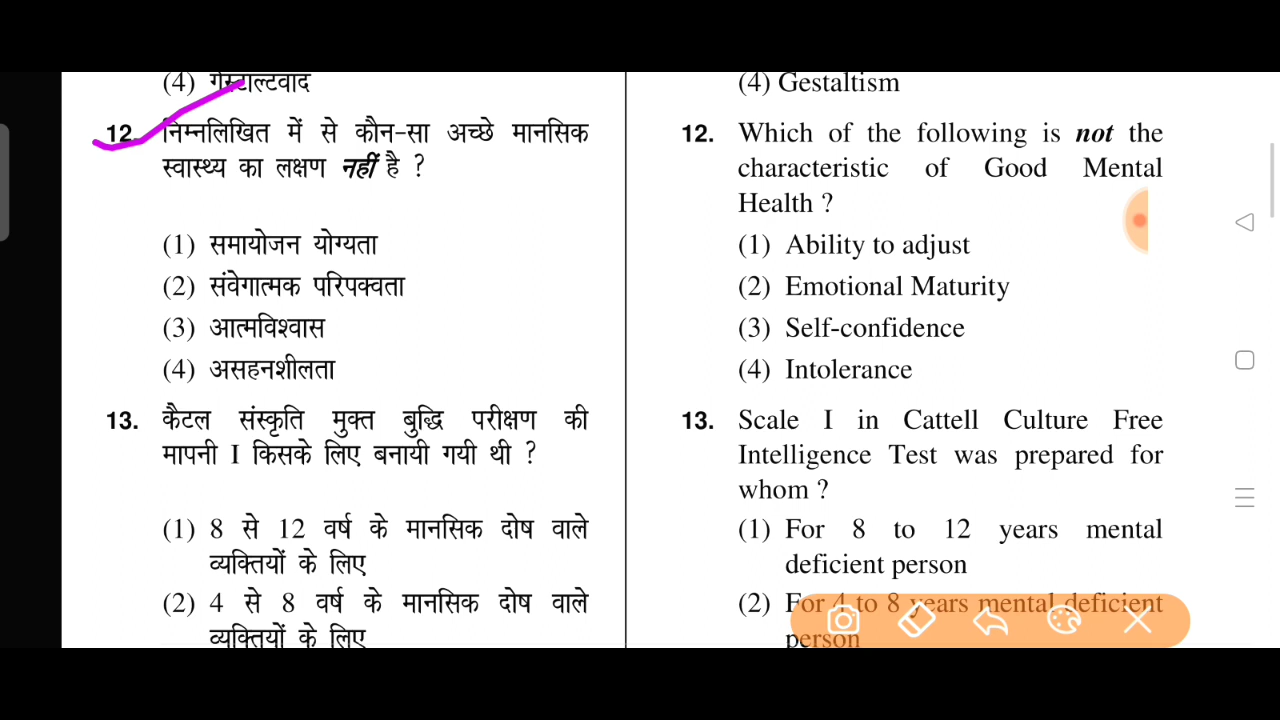 (4) गेस्टाल्टवाद
12. निम्नलिखित में से कौन-सा अच्छे मानसिक
स्वास्थ्य का लक्षण नहीं है ?
(1) समायोजन योग्यता
(2) संवेगात्मक परिपक्वता
(3) आत्मविश्वास
(4) असहनशीलता
13. कैटल संस्कृति मुक्त बुद्धि परीक्षण की
मापनी I किसके लिए बनायी गयी थी ?
(1) 8 से 12 वर्ष के मानसिक दोष वाले
व्यक्तियों के लिए
(2) 4 से 8 वर्ष के मानसिक दोष वाले
व्यक्तियों के लिए
(4) Gestaltism
12. Which of the following is not the
characteristic of Good Mental
Health ?
(1) Ability to adjust
(2) Emotional Maturity
(3) Self-confidence
(4) Intolerance
13. Scale I in Cattell Culture Free
Intelligence Test was prepared for
whom ?
(1) For 8 to 12 years mental
deficient person
(2) For 4 to 8 years mental deficient
person